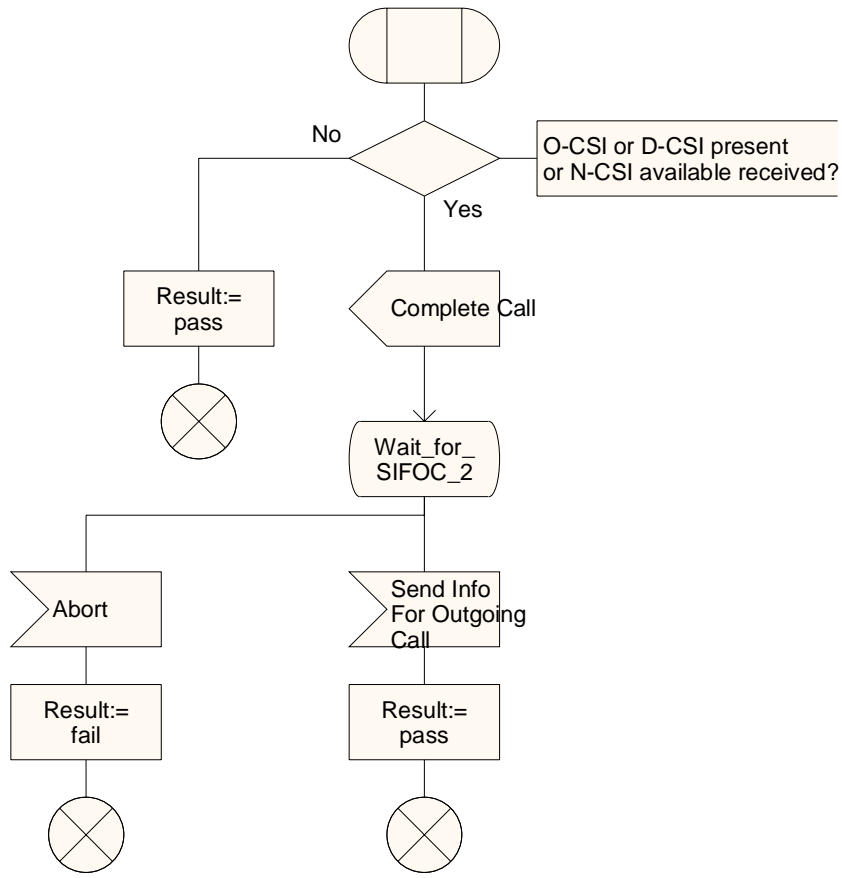 No
O-CSI or D-CSI present
or N-CSI available received?
Yes
Result:=
pass
Complete Call
Wait_for_
SIFOC_2
Abort
Send Info
For Outgoing
Call
Result:=
fail
Result:=
pass